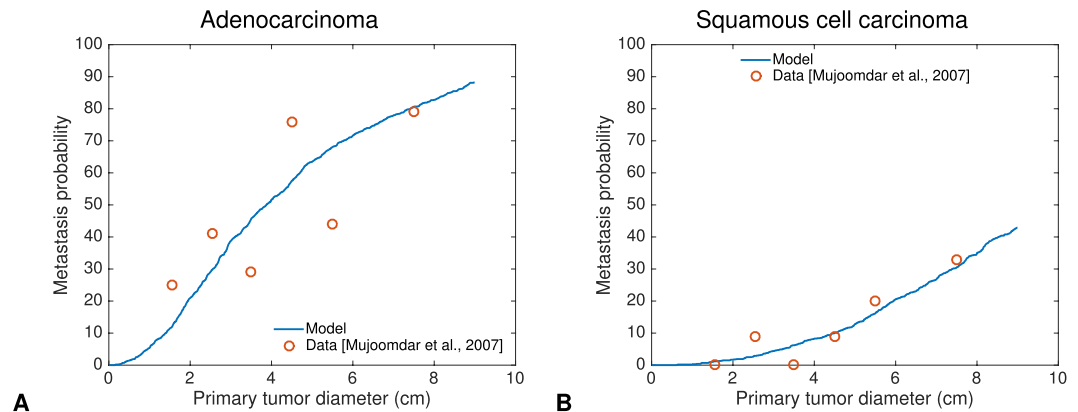 Adenocarcinoma
100
90
80
70
60
50
40
30
20
10
0
Metastasis probability
Model
Data [Mujoomdar et al., 2007]
0 2 4 6 8 10
Primary tumor diameter (cm)
A
Squamous cell carcinoma
100
90
80
70
60
50
40
30
20
10
0
Metastasis probability
Model
Data [Mujoomdar et al., 2007]
0 2 4 6 8 10
Primary tumor diameter (cm)
B